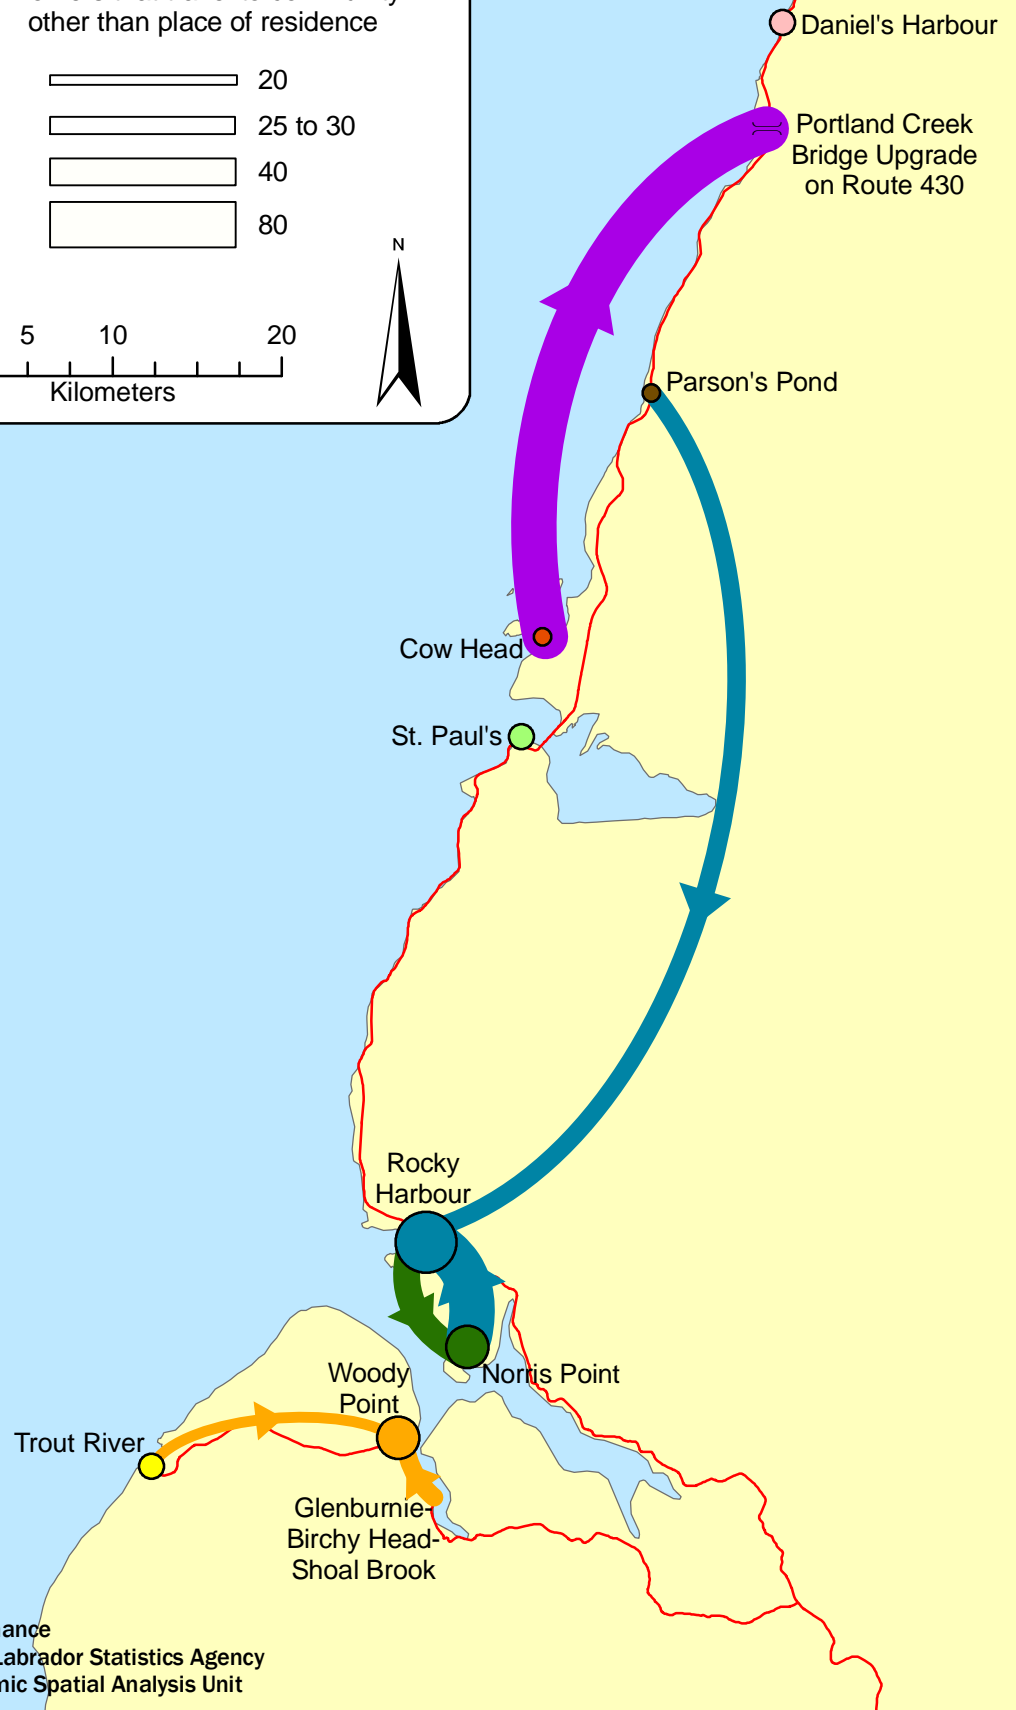 other than place of residence
20
25 to 30
40
80
N
5 10 20
Kilometers
Daniel's Harbour
Portland Creek
Bridge Upgrade
on Route 430
Parson's Pond
Cow Head
St. Paul's
Rocky
Harbour
Norris Point
Woody
Point
Trout River
Glenburnie-
Birchy Head-
Shoal Brook
Labrador Statistics Agency
Spatial Analysis Unit